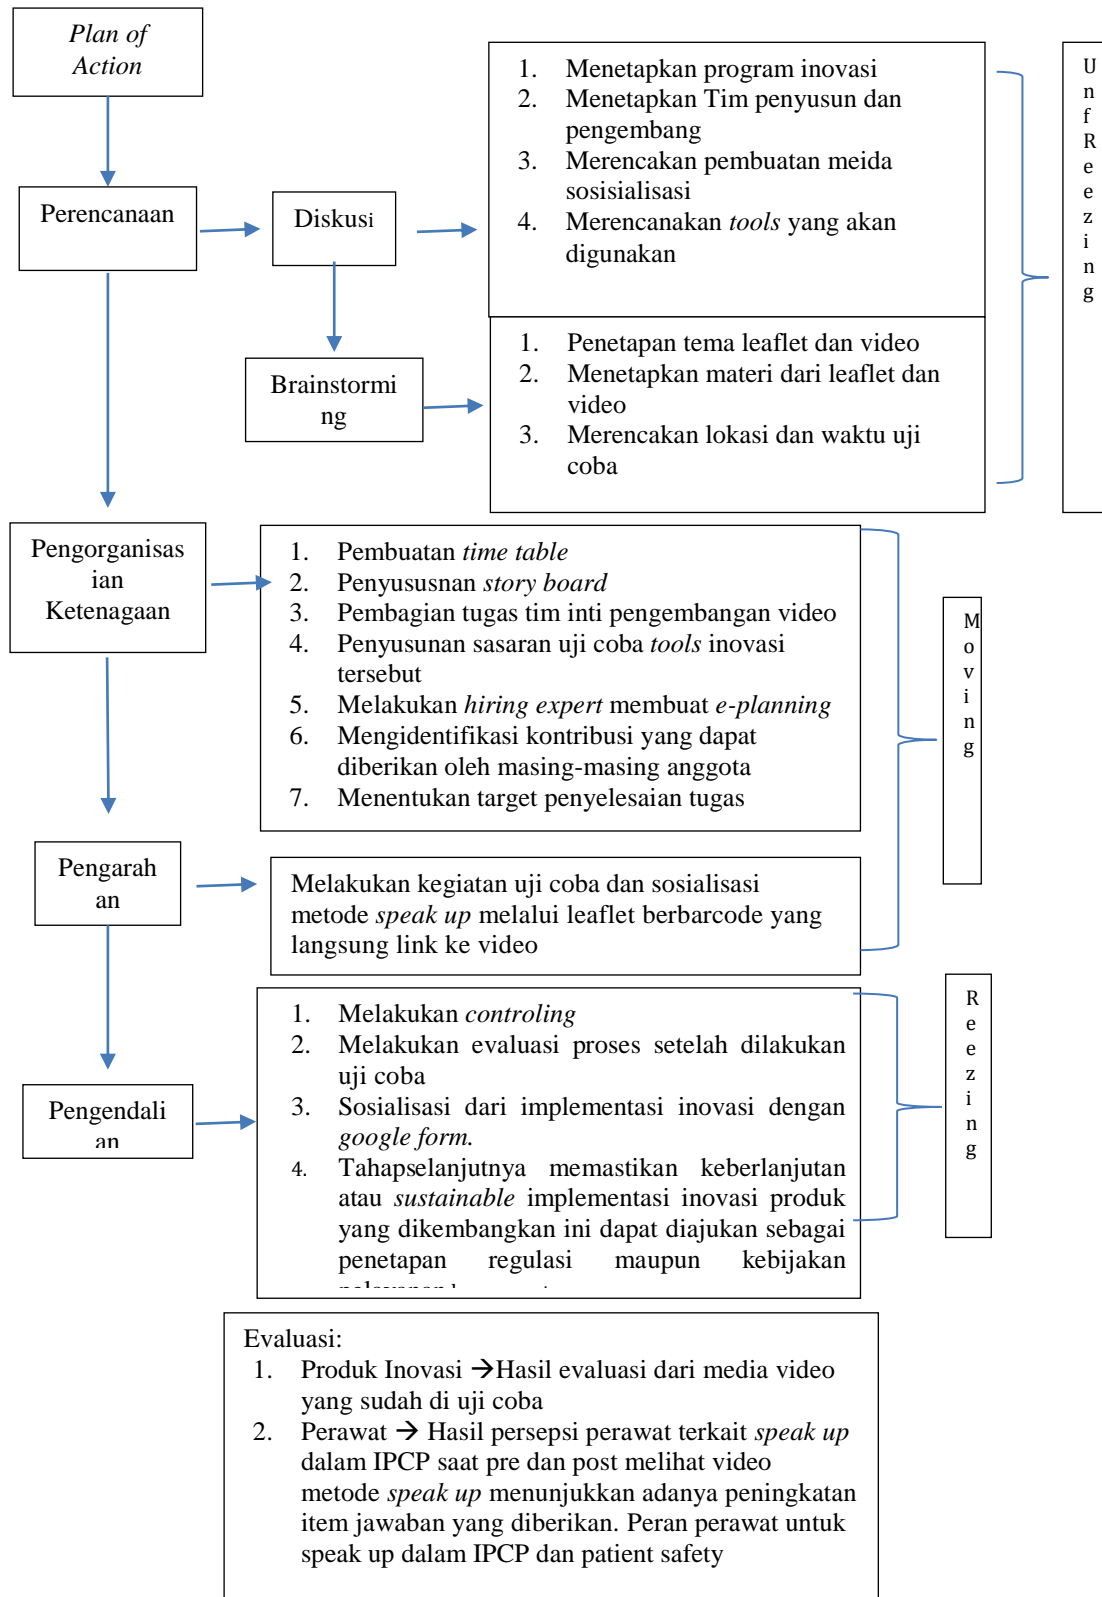 Plan of
Action
Perencanaan
Diskusi
1. Menetapkan program inovasi
2. Menetapkan Tim penyusun dan
pengembang
3. Merencakan pembuatan meida
sosisialisasi
4. Merencanakan tools yang akan
digunakan
UnfReezing
Brainstormi
ng
1. Penetapan tema leaflet dan video
2. Menetapkan materi dari leaflet dan
video
3. Merencakan lokasi dan waktu uji
coba
Pengorganisas
ian
Ketenagaan
1. Pembuatan time table
2. Penyususnan story board
3. Pembagian tugas tim inti pengembangan video
4. Penyusunan sasaran uji coba tools inovasi
tersebut
5. Melakukan hiring expert membuat e-planning
6. Mengidentifikasi kontribusi yang dapat
diberikan oleh masing-masing anggota
7. Menentukan target penyelesaian tugas
Moving
Pengarah
an
Melakukan kegiatan uji coba dan sosialisasi
metode speak up melalui leaflet berbarcode yang
langsung link ke video
Pengendali
an
1. Melakukan controling
2. Melakukan evaluasi proses setelah dilakukan
uji coba
3. Sosialisasi dari implementasi inovasi dengan
google form.
4. Tahapselanjutnya memastikan keberlanjutan
atau sustainable implementasi inovasi produk
yang dikembangkan ini dapat diajukan sebagai
penetapan regulasi maupun kebijakan
Reezing
Evaluasi:
1. Produk Inovasi →Hasil evaluasi dari media video
yang sudah di uji coba
2. Perawat → Hasil persepsi perawat terkait speak up
dalam IPCP saat pre dan post melihat video
metode speak up menunjukkan adanya peningkatan
item jawaban yang diberikan. Peran perawat untuk
speak up dalam IPCP dan patient safety